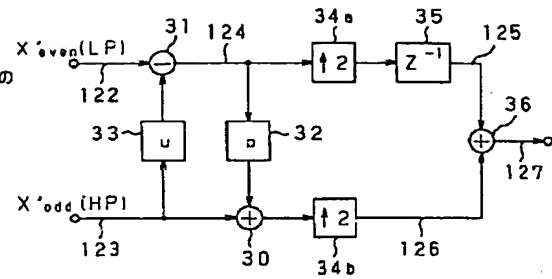 31
124
34a
35
125
X'even(LP)
−
↑2
Z⁻¹
の
122
36
33
u
p
32
+
127
X'odd(HP)
+
↑2
123
30
34b
126